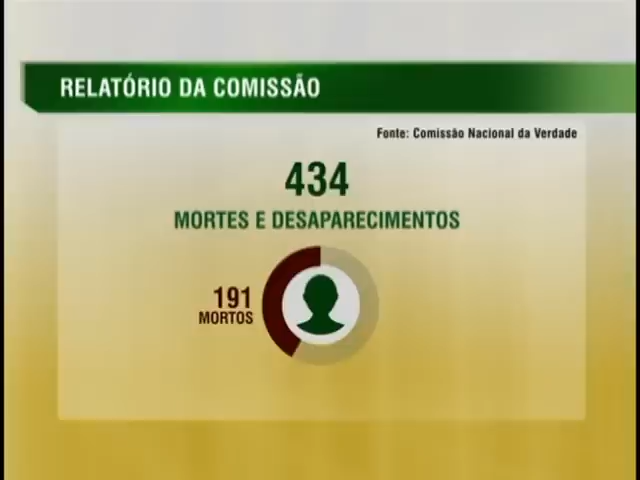 RELATÓRIO DA COMISSÃO
Fonte: Comissão Nacional da Verdade
434
MORTES E DESAPARECIMENTOS
191
MORTOS